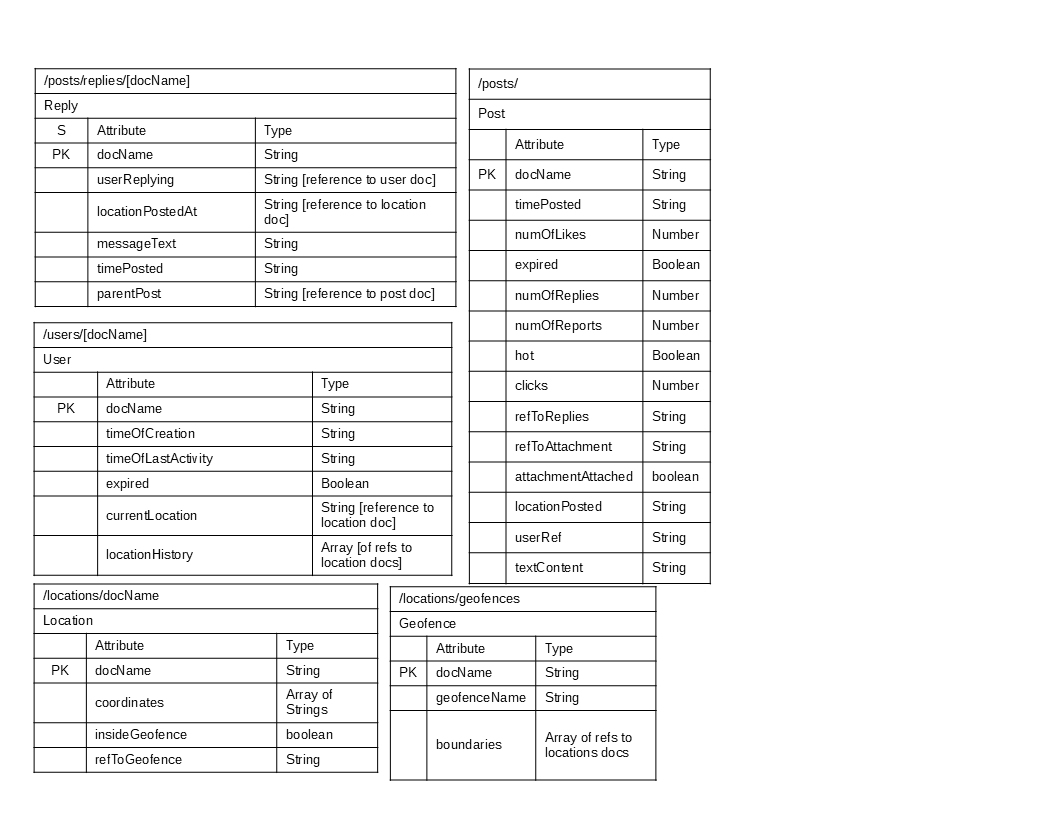 /posts/replies/[docName]
Reply
S Attribute Type
PK docName String
userReplying String [reference to user doc]
locationPostedAt String [reference to location
doc]
messageText String
timePosted String
parentPost String [reference to post doc]
/posts/
Post
Attribute Type
PK docName String
timePosted String
numOfLikes Number
expired Boolean
numOfReplies Number
numOfReports Number
hot Boolean
clicks Number
refToReplies String
refToAttachment String
attachmentAttached boolean
locationPosted String
userRef String
textContent String
/users/[docName]
User
Attribute Type
PK docName String
timeOfCreation String
timeOfLastActivity String
expired Boolean
currentLocation String [reference to
location doc]
locationHistory Array [of refs to
location docs]
/locations/docName
Location
Attribute Type
PK docName String
coordinates Array of
Strings
insideGeofence boolean
refToGeofence String
/locations/geofences
Geofence
Attribute Type
PK docName String
geofenceName String
boundaries Array of refs to
locations docs